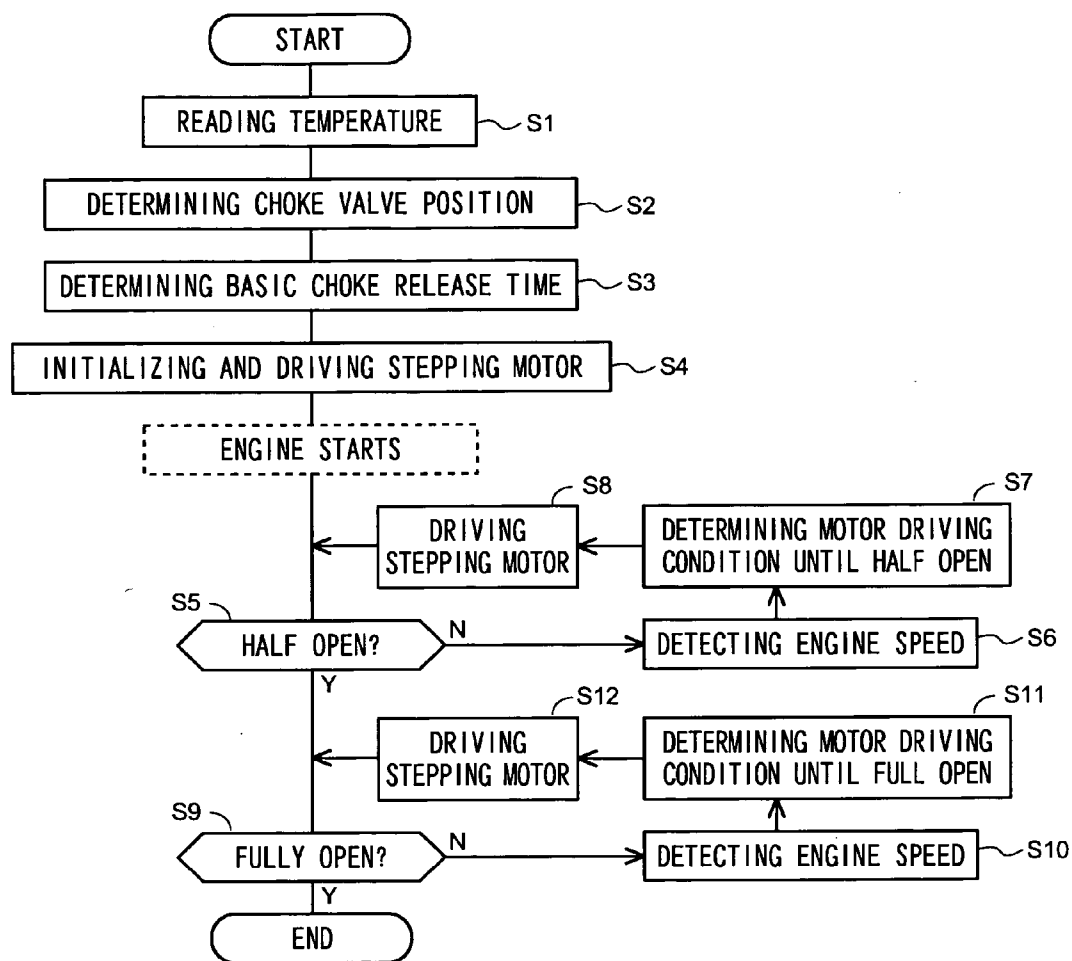 START
READING TEMPERATURE
S1
DETERMINING CHOKE VALVE POSITION
S2
DETERMINING BASIC CHOKE RELEASE TIME
S3
INITIALIZING AND DRIVING STEPPING MOTOR
S4
ENGINE STARTS
S8
DRIVING
STEPPING MOTOR
S7
DETERMINING MOTOR DRIVING
CONDITION UNTIL HALF OPEN
S5
HALF OPEN?
N
Y
DETECTING ENGINE SPEED
S6
S12
DRIVING
STEPPING MOTOR
S11
DETERMINING MOTOR DRIVING
CONDITION UNTIL FULL OPEN
S9
FULLY OPEN?
N
Y
DETECTING ENGINE SPEED
S10
END